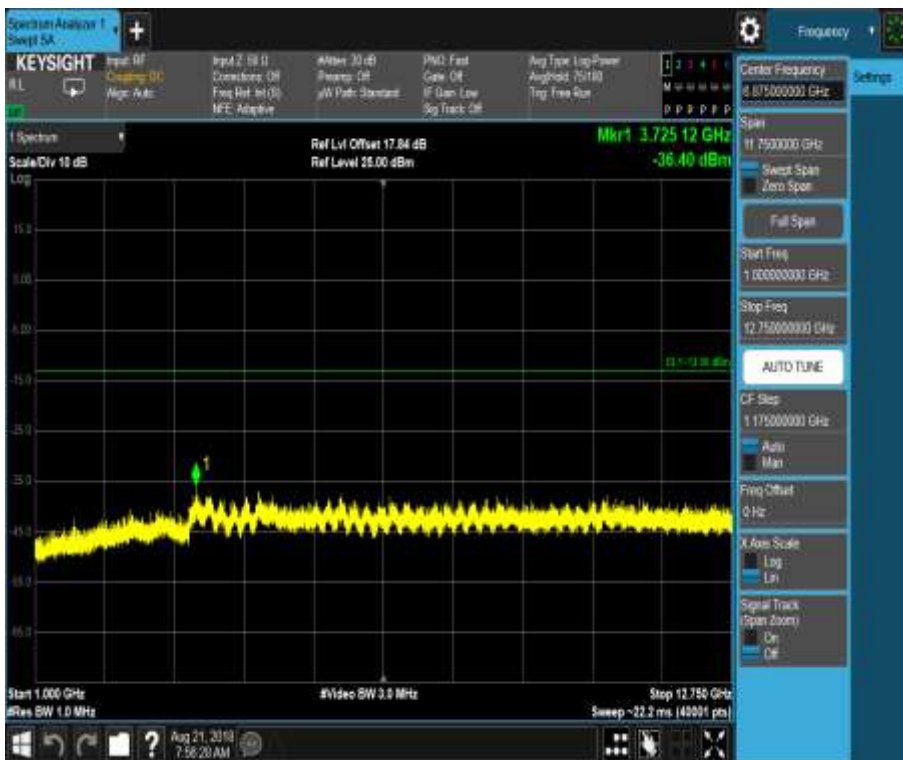 Spectrum Analyzer 1
Swept SA
Frequency
KEYSIGHT
Input: RF
Coupling: DC
Align: Auto
Input Z: 50 Ω
Corrections: Off
Freq Ref: Int (S)
NFE: Adaptive
#Atten: 30 dB
Preamp: Off
µW Path: Standard
PNO: Fast
Gate: Off
IF Gain: Low
Sig Track: Off
Avg Type: Log-Power
Avg|Hold: 75/100
Trig: Free Run
1 2 3 4 5 6
P P P P P P
Center Frequency
6.875000000 GHz
Settings
1 Spectrum
Scale/Div 10 dB
Log
Ref Lvl Offset 17.84 dB
Ref Level 25.00 dBm
Mkr1 3.725 12 GHz
-36.40 dBm
Span
11.7500000 GHz
Swept Span
Zero Span
Full Span
Start Freq
1.000000000 GHz
Stop Freq
12.750000000 GHz
AUTO TUNE
CF Step
1.175000000 GHz
Auto
Man
Freq Offset
0 Hz
X Axis Scale
Log
Lin
Signal Track
(Span Zoom)
On
Off
15.0
5.00
-5.00
-15.0
-25.0
-35.0
-45.0
-55.0
-65.0
1
Start 1.000 GHz
#Res BW 1.0 MHz
#Video BW 3.0 MHz
Stop 12.750 GHz
Sweep ~22.2 ms (40001 pts)
?
Aug 21, 2018
7:56:28 AM